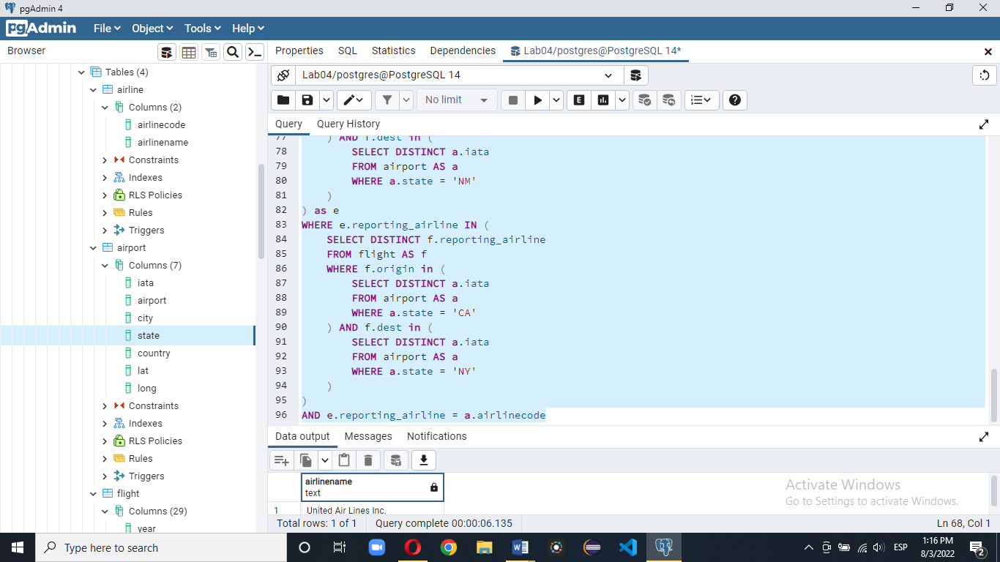 pgAdmin 4
pgAdmin File Object Tools Help
Browser
Properties SQL Statistics Dependencies Lab04/postgres@PostgreSQL 14*
Tables (4)
airline
Columns (2)
airlinecode
airlinename
Constraints
Indexes
RLS Policies
Rules
Triggers
airport
Columns (7)
iata
airport
city
state
country
lat
long
Constraints
Indexes
RLS Policies
Rules
Triggers
flight
Columns (29)
year
Lab04/postgres@PostgreSQL 14
No limit E
Query Query History
77 ) AND f.dest in (
78 SELECT DISTINCT a.iata
79 FROM airport AS a
80 WHERE a.state = 'NM'
81 )
82 ) as e
83 WHERE e.reporting_airline IN (
84 SELECT DISTINCT f.reporting_airline
85 FROM flight AS f
86 WHERE f.origin in (
87 SELECT DISTINCT a.iata
88 FROM airport AS a
89 WHERE a.state = 'CA'
90 ) AND f.dest in (
91 SELECT DISTINCT a.iata
92 FROM airport AS a
93 WHERE a.state = 'NY'
94 )
95 )
96 AND e.reporting_airline = a.airlinecode
Data output Messages Notifications
airlinename
text
1 United Air Lines Inc.
Activate Windows
Go to Settings to activate Windows.
Total rows: 1 of 1 Query complete 00:00:06.135 Ln 68, Col 1
Type here to search
ESP
1:16 PM
8/3/2022
2